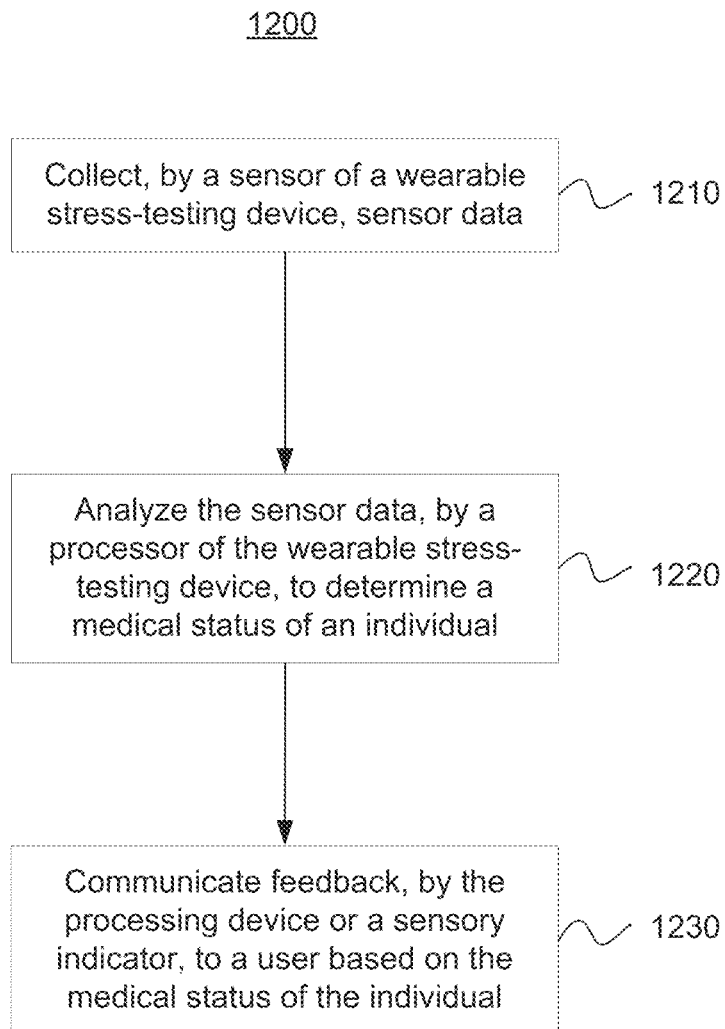 1200
Collect, by a sensor of a wearable
stress-testing device, sensor data
1210
Analyze the sensor data, by a
processor of the wearable stress-
testing device, to determine a
medical status of an individual
1220
Communicate feedback, by the
processing device or a sensory
indicator, to a user based on the
medical status of the individual
1230